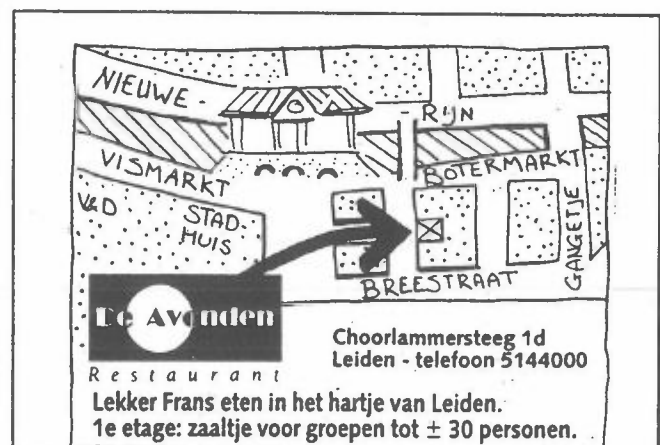 NIEUWE -
- RIJN
VISMARKT
BOTERMARKT
V&D
STAD-
HUIS
GANGETJE
BREESTRAAT
De Avonden
Restaurant
Choorlammersteeg 1d
Leiden - telefoon 5144000
Lekker Frans eten in het hartje van Leiden.
1e etage: zaaltje voor groepen tot ± 30 personen.